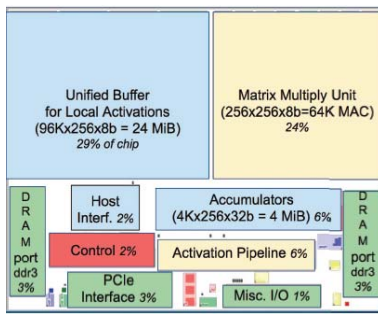 Unified Buffer
for Local Activations
(96Kx256x8b = 24 MiB)
29% of chip
Matrix Multiply Unit
(256x256x8b=64K MAC)
24%
D
R
A
M
port
ddr3
3%
Host
Interf. 2%
Accumulators
(4Kx256x32b = 4 MiB) 6%
D
R
A
M
port
ddr3
3%
Control 2%
Activation Pipeline 6%
PCIe
Interface 3%
Misc. I/O 1%